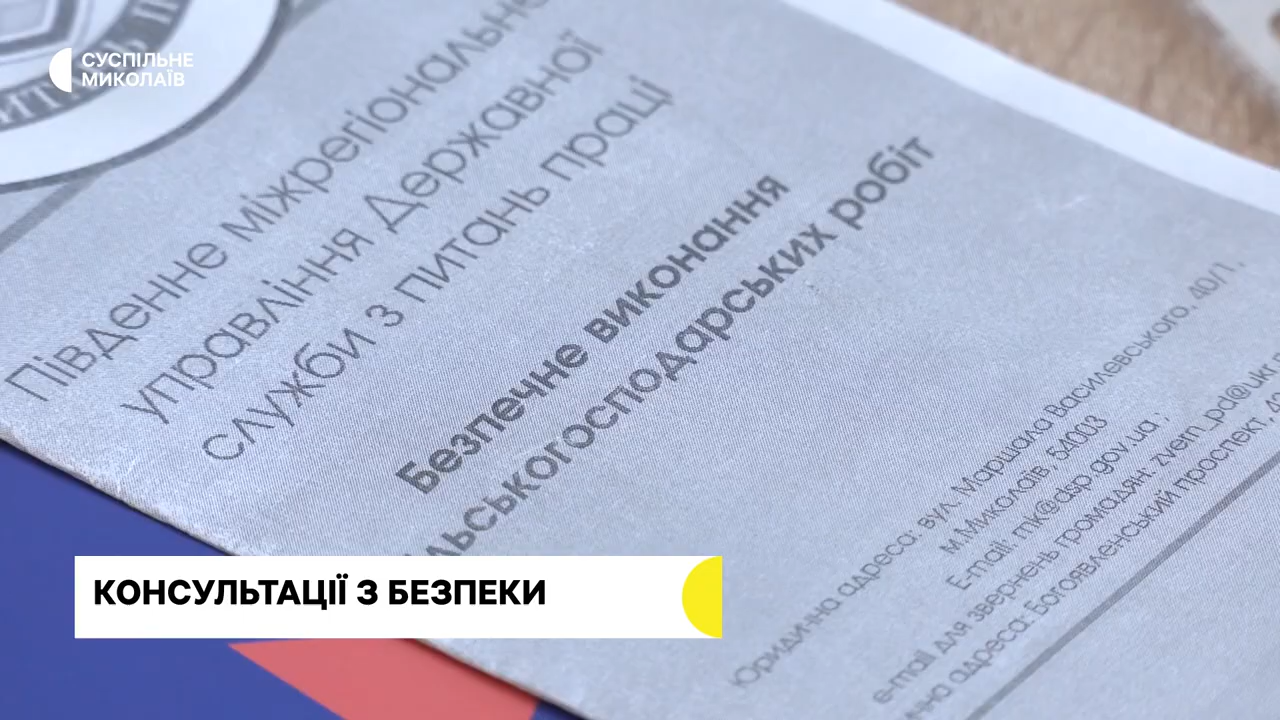 СУСПІЛЬНЕ
МИКОЛАЇВ
Південне міжрегіональне
управління Державної
служби з питань праці
Безпечне виконання
льськогосподарських робіт
Юридична адреса: вул. Маршала Василевського, 40/1,
м.Миколаїв, 54003
E-mail: mk@dsp.gov.ua ;
e-mail для звернень громадян: zvern_pd@ukr.
чна адреса: Богоявленський проспект,
КОНСУЛЬТАЦІЇ З БЕЗПЕКИ